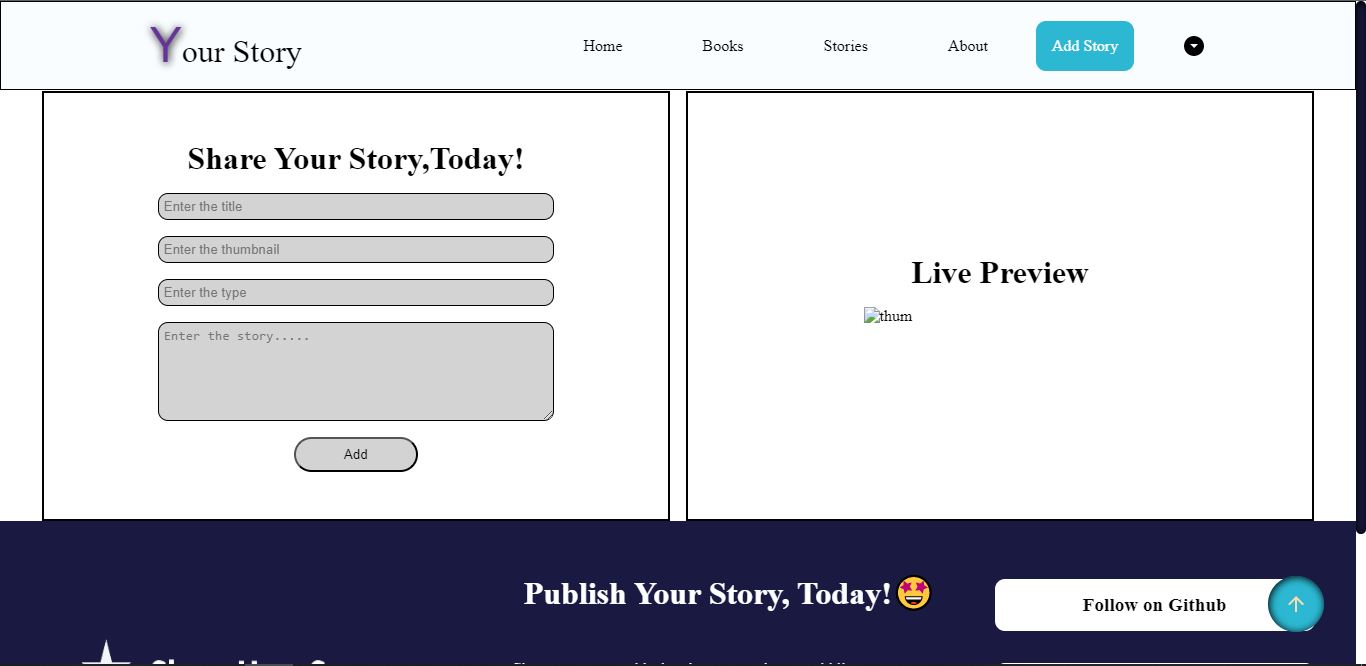 Your Story
Home
Books
Stories
About
Add Story
Share Your Story,Today!
Enter the title
Enter the thumbnail
Enter the type
Enter the story.....
Add
Live Preview
thum
Publish Your Story, Today!🤩
Follow on Github